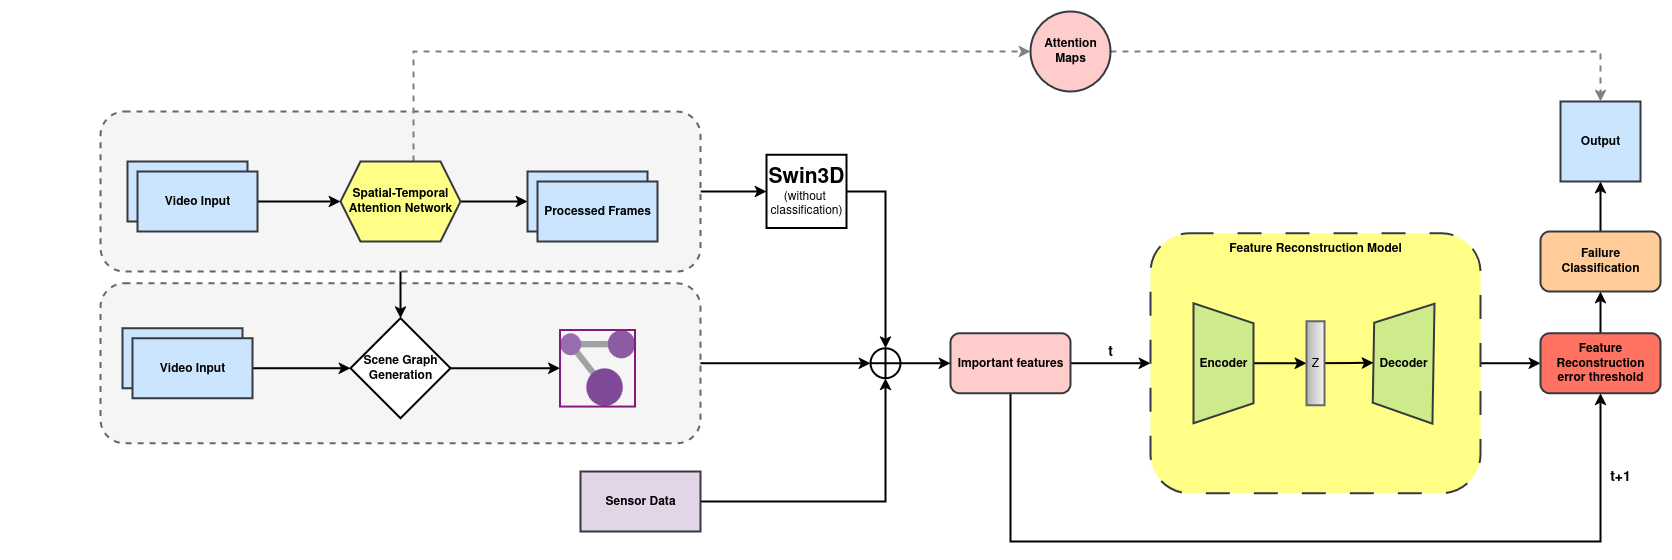 Attention
Maps
Output
Video Input
Spatial-Temporal
Attention Network
Processed Frames
Swin3D
(without
classification)
Feature Reconstruction Model
Failure
Classification
Video Input
Scene Graph
Generation
Important features
t
Encoder
Z
Decoder
Feature
Reconstruction
error threshold
Sensor Data
t+1